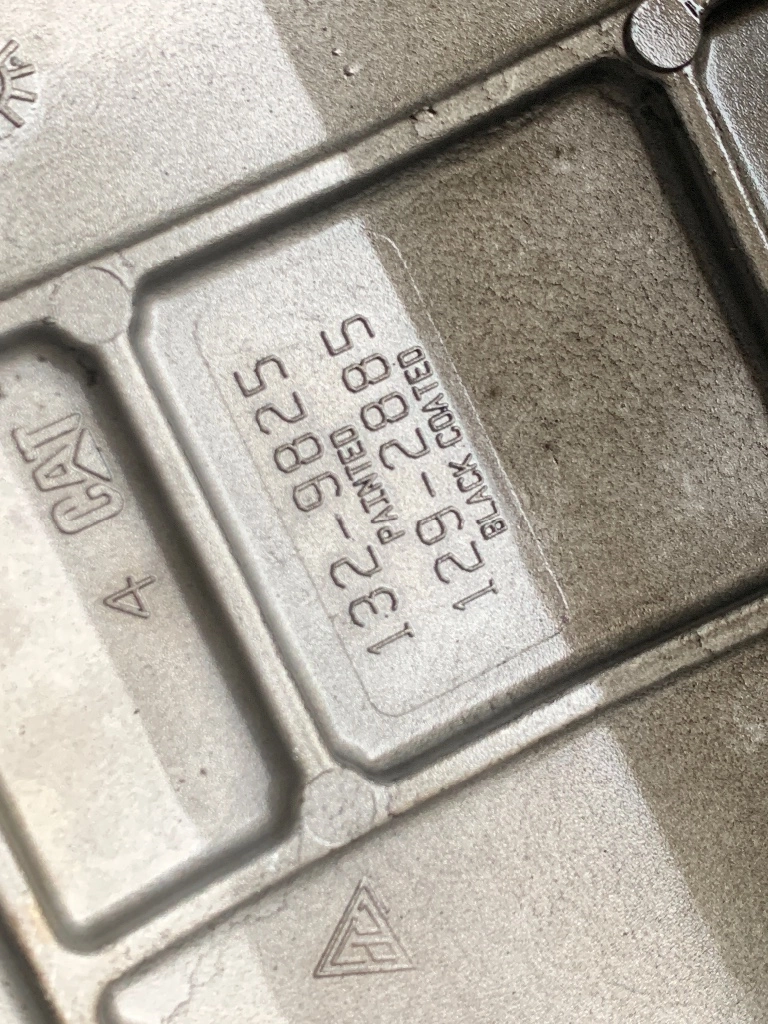 4 CAT
132-9825
PAINTED
129-2885
BLACK COATED